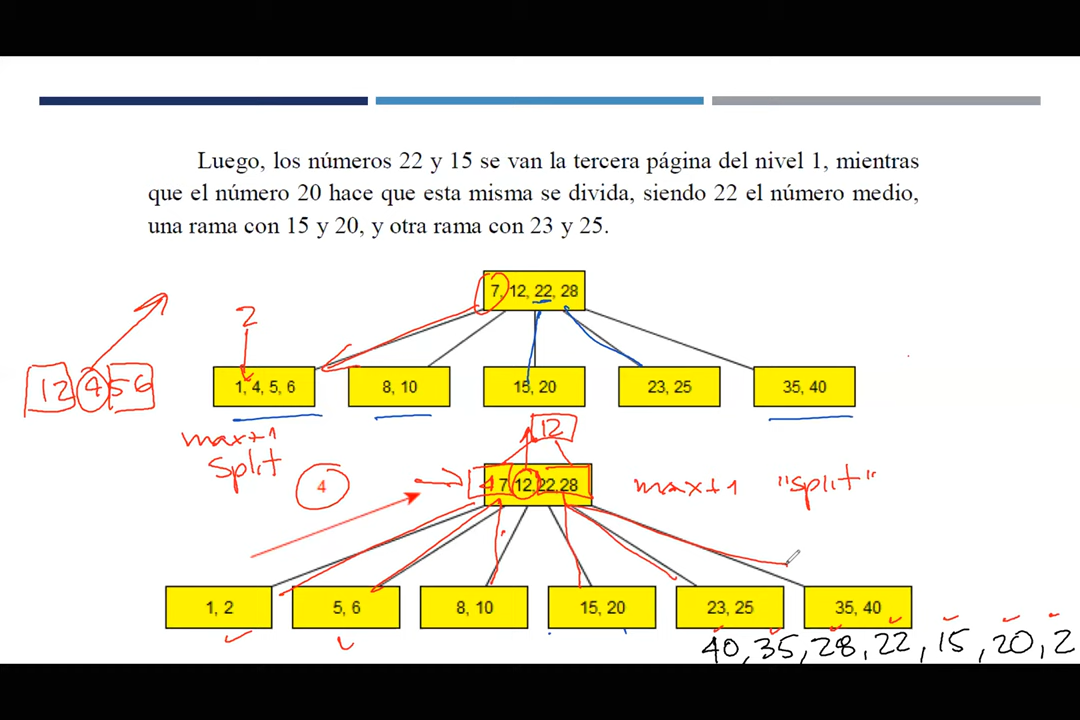 Luego, los números 22 y 15 se van la tercera página del nivel 1, mientras
que el número 20 hace que esta misma se divida, siendo 22 el número medio,
una rama con 15 y 20, y otra rama con 23 y 25.
7, 12, 22, 28
2
12 4 5 6
1, 4, 5, 6
8, 10
15, 20
23, 25
35, 40
max+1
split
12
4
4 7 12 22 28
max+1 "split"
1, 2
5, 6
8, 10
15, 20
23, 25
35, 40
40, 35, 28, 22, 15, 20, 2